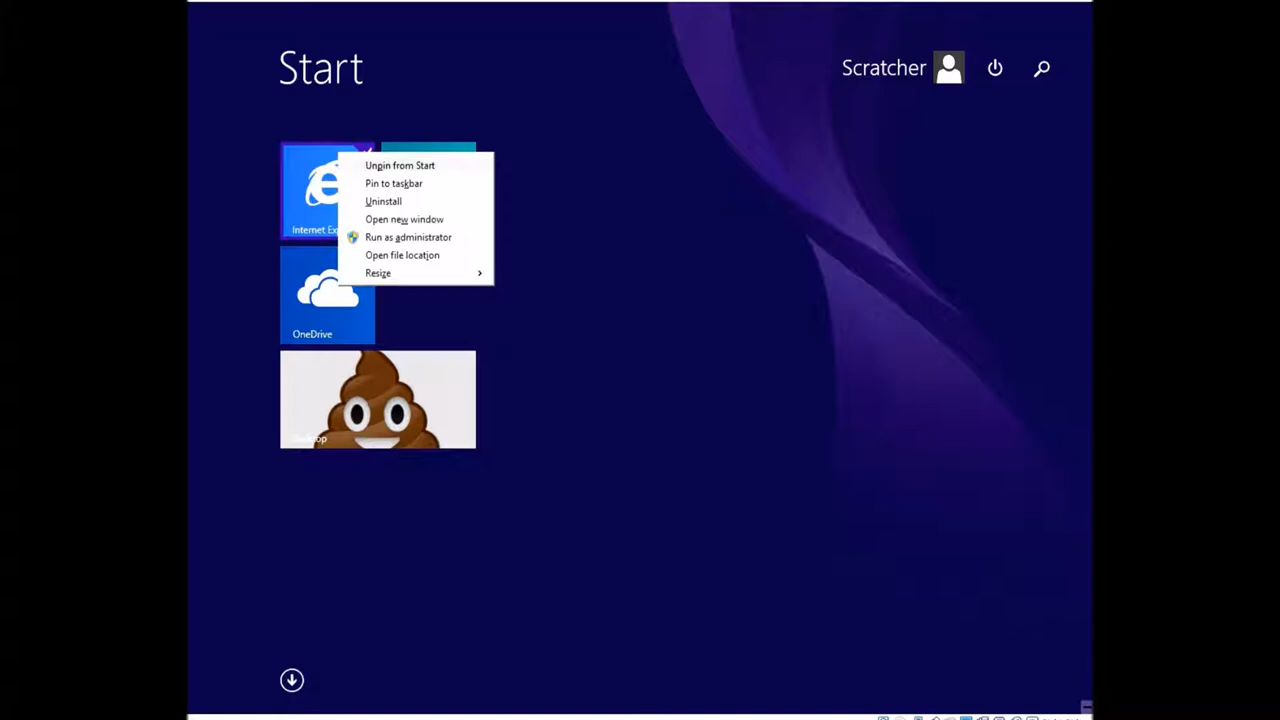 Start
Scratcher
Unpin from Start
Pin to taskbar
Uninstall
Open new window
Run as administrator
Open file location
Resize
Internet Ex
OneDrive
Desktop